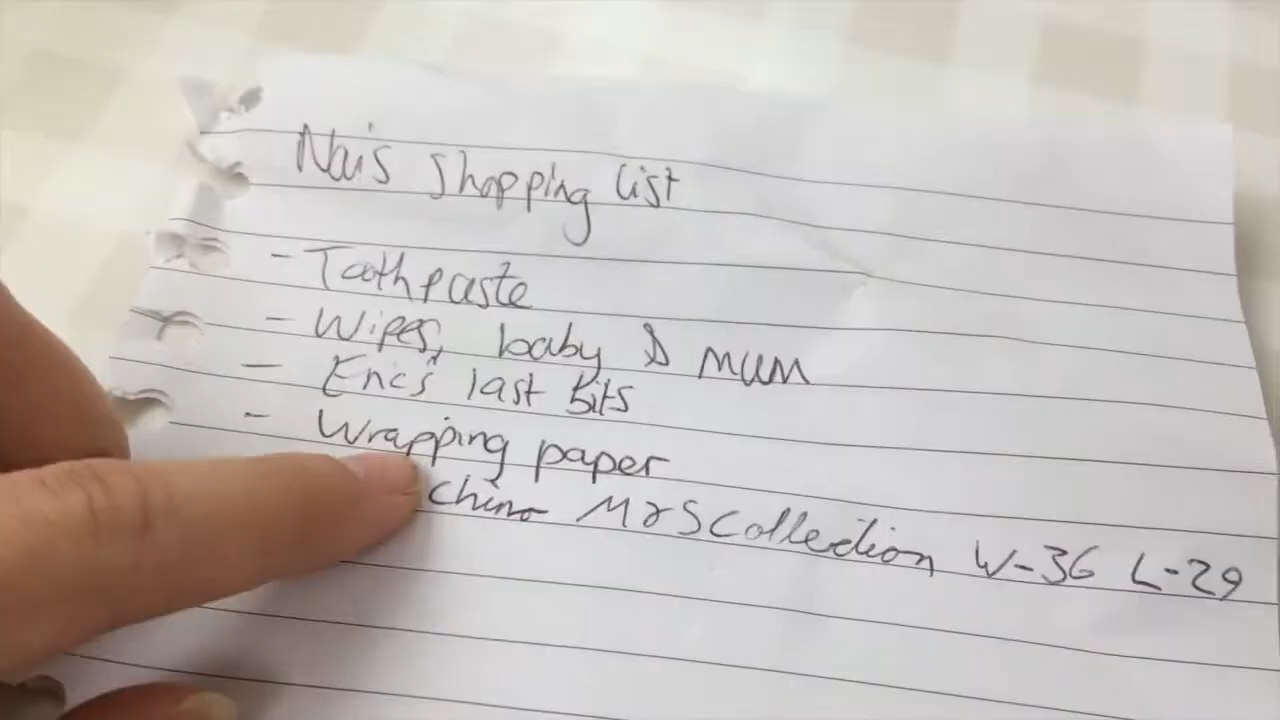 Nai's shopping list
- Toothpaste
- Wipes, baby & mum
- Eric's last bits
- Wrapping paper
Chino M&S Collection W-36 L-29